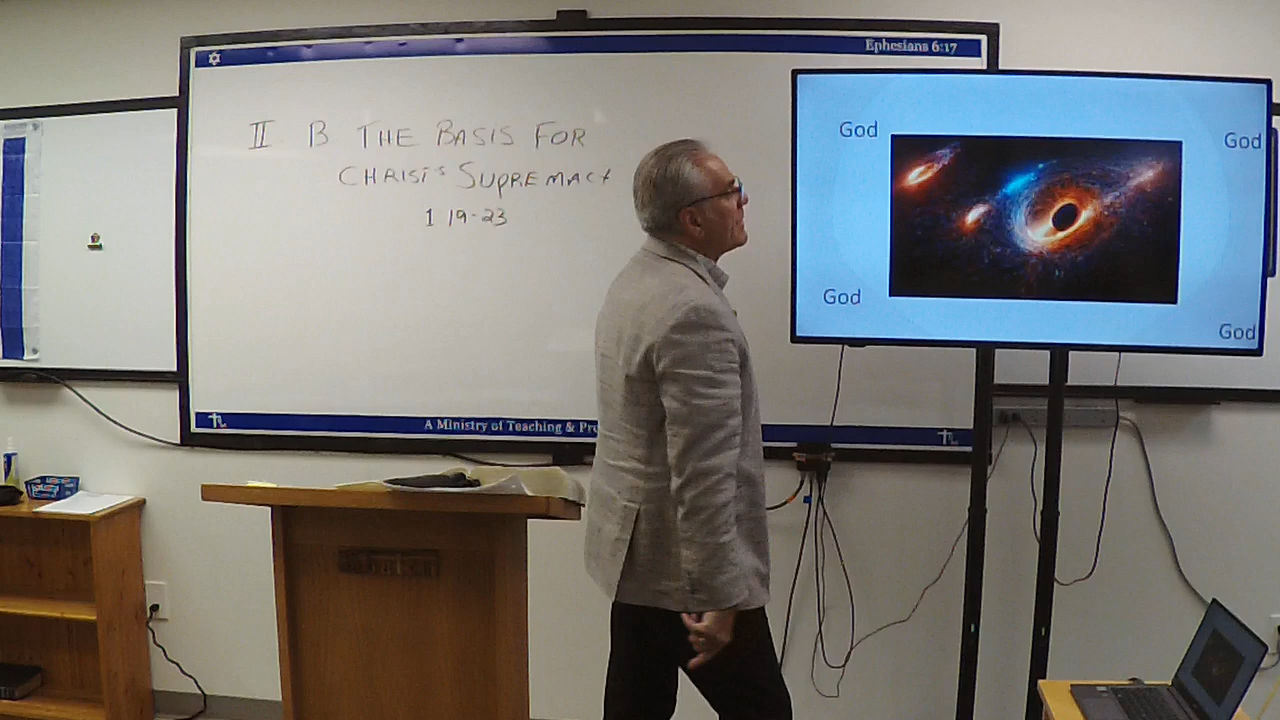 Ephesians 6:17
II B THE BASIS FOR
CHRIST'S SUPREMACY
1 19-23
God
God
God
God
A Ministry of Teaching & Pr